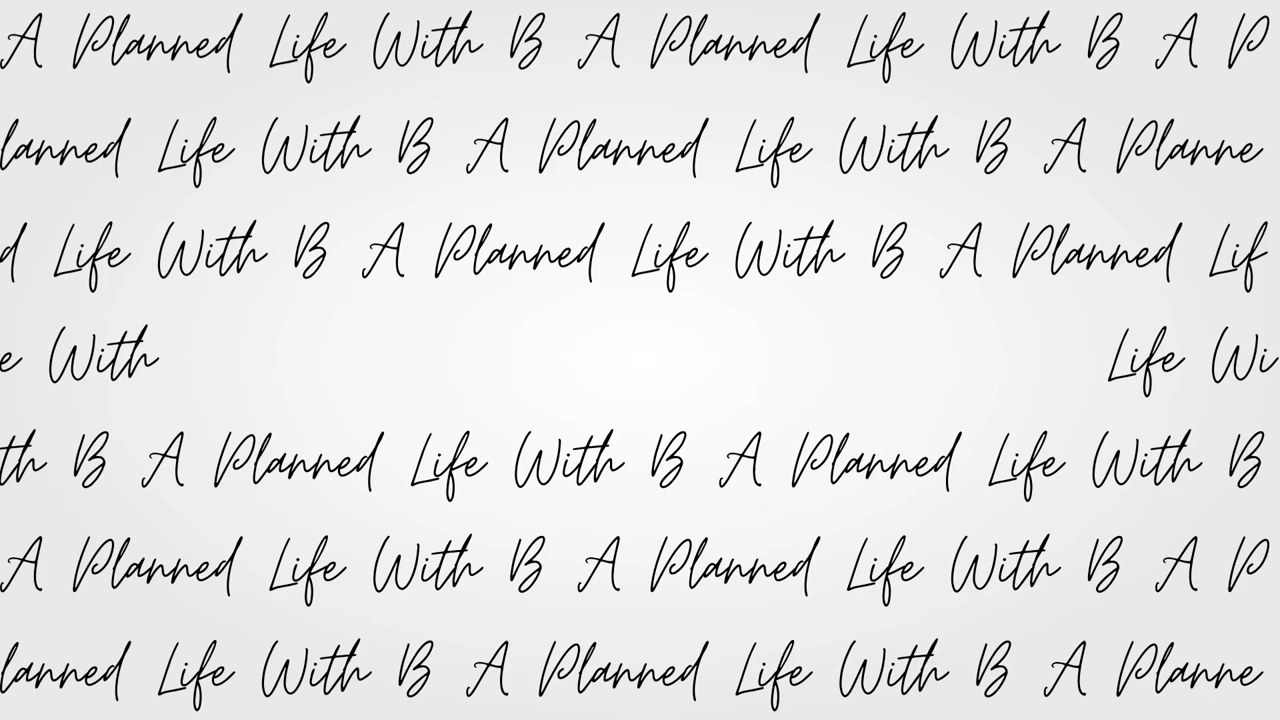 A Planned Life With B A Planned Life With B A P
lanned Life With B A Planned Life With B A Planne
d Life With B A Planned Life With B A Planned Lif
e With Life Wi
th B A Planned Life With B A Planned Life With B
A Planned Life With B A Planned Life With B A P
lanned Life With B A Planned Life With B A Planne